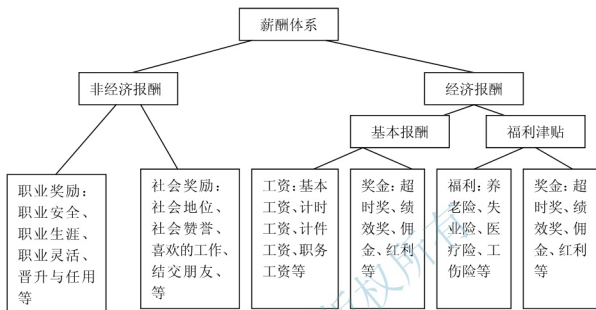 薪酬体系
非经济报酬
经济报酬
基本报酬
福利津贴
职业奖励：
职业安全、
职业生涯、
职业灵活、
晋升与任用
等
社会奖励：
社会地位、
社会赞誉、
喜欢的工作、
结交朋友、
等
工资：基本
工资、计时
工资、计件
工资、职务
工资等
奖金：超
时奖、绩
效奖、佣
金、红利
等
福利：养
老险、失
业险、医
疗险、工
伤险等
奖金：超
时奖、绩
效奖、佣
金、红利
等
版权所有